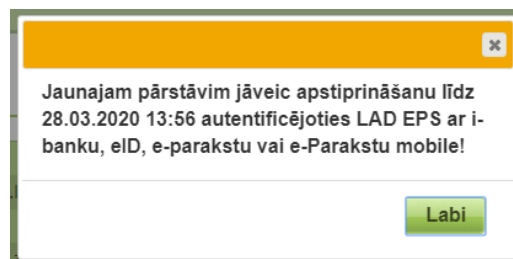 Jaunajam pārstāvim jāveic apstiprināšanu līdz
28.03.2020 13:56 autentificējoties LAD EPS ar i-
banku, eID, e-parakstu vai e-Parakstu mobile!
Labi